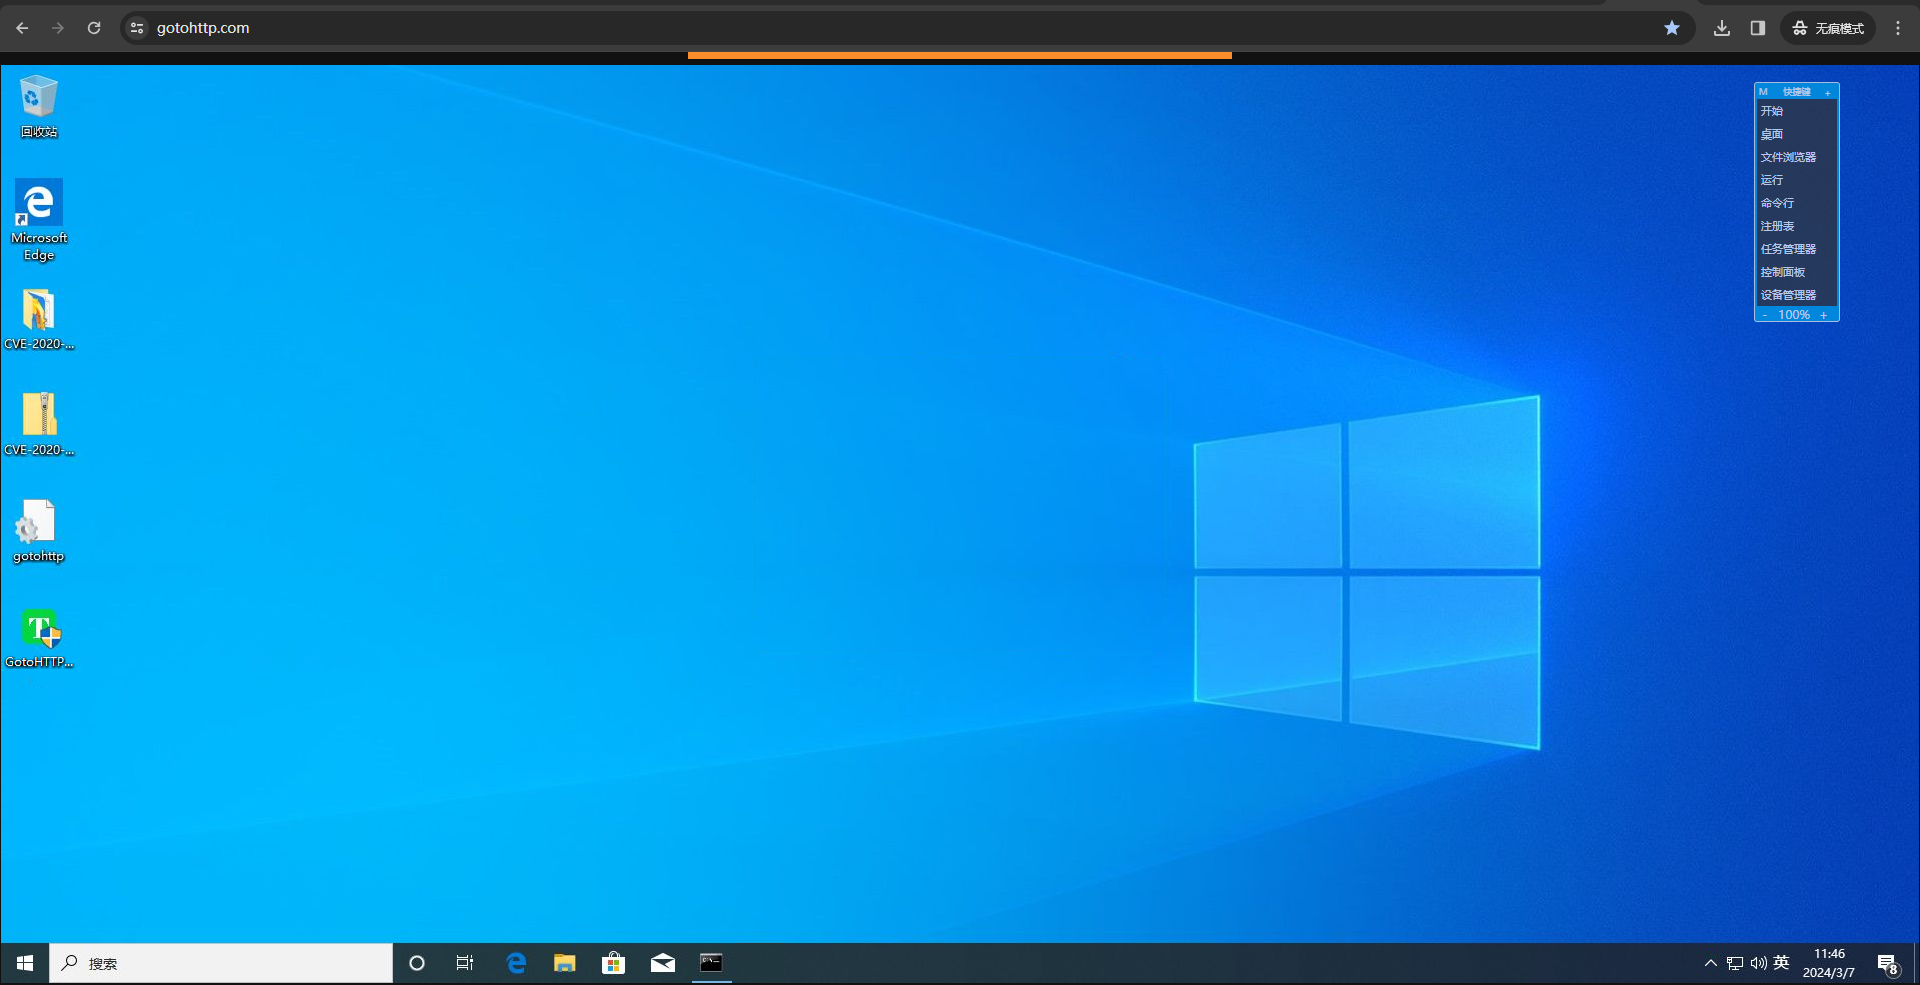 gotohttp.com
无痕模式
回收站
Microsoft
Edge
CVE-2020-...
CVE-2020-...
gotohttp
GotoHTTP...
M 快捷键 +
开始
桌面
文件浏览器
运行
命令行
注册表
任务管理器
控制面板
设备管理器
- 100% +
搜索
英
11:46
2024/3/7
8